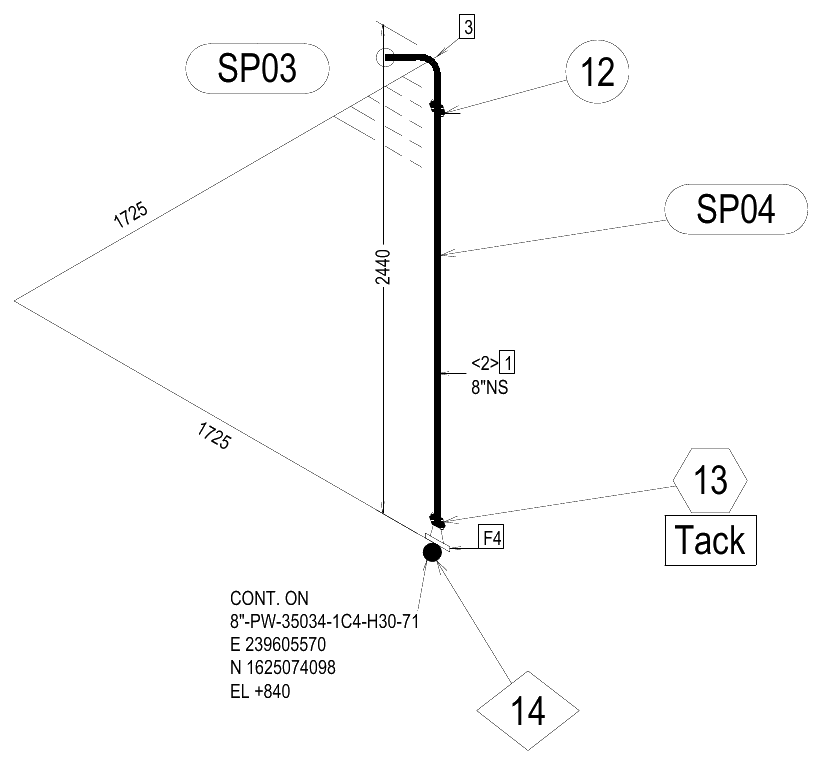 3
SP03
12
1725
SP04
2440
<2> 1
8"NS
1725
13
F4
Tack
CONT. ON
8"-PW-35034-1C4-H30-71
E 239605570
N 1625074098
EL +840
14